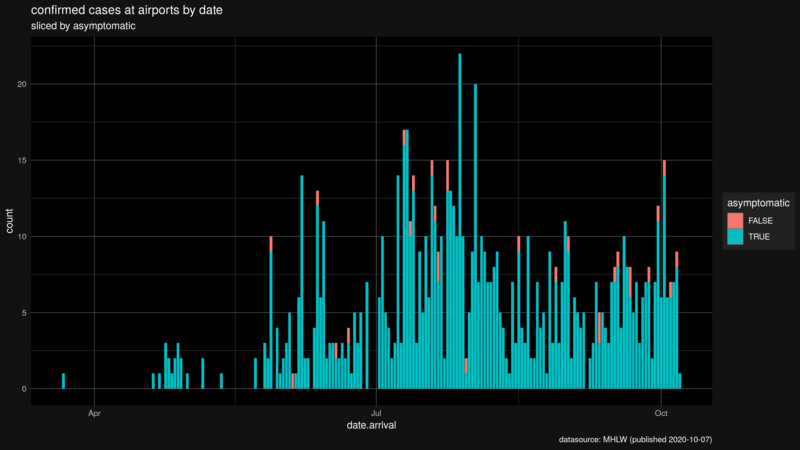 confirmed cases at airports by date
sliced by asymptomatic
20
15
10
5
0
count
Apr
Jul
Oct
date.arrival
asymptomatic
FALSE
TRUE
datasource: MHLW (published 2020-10-07)